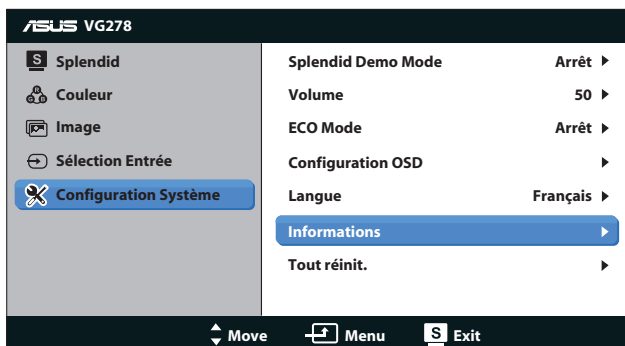 ASUS VG278
S Splendid
Couleur
Image
Sélection Entrée
Configuration Système
Splendid Demo Mode Arrêt
Volume 50
ECO Mode Arrêt
Configuration OSD
Langue Français
Informations
Tout réinit.
Move Menu S Exit